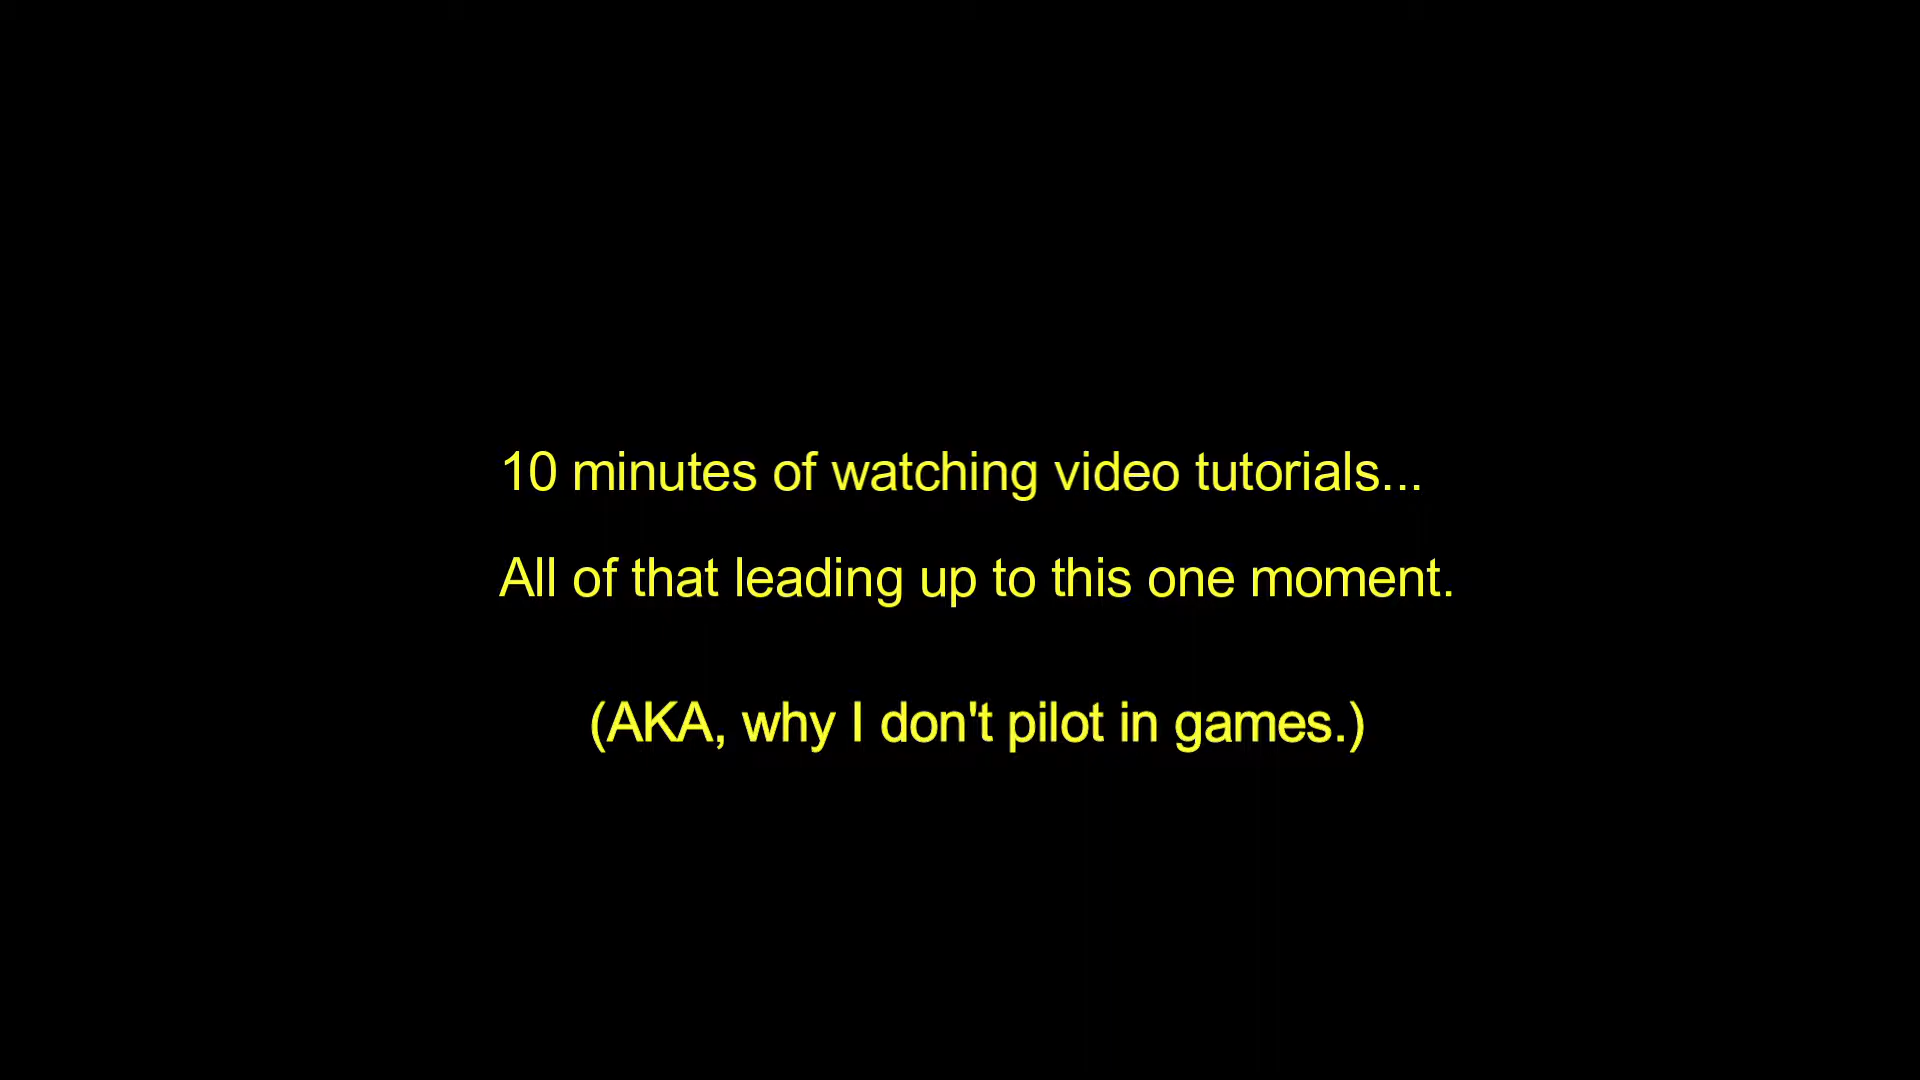 10 minutes of watching video tutorials...
All of that leading up to this one moment.
(AKA, why I don't pilot in games.)